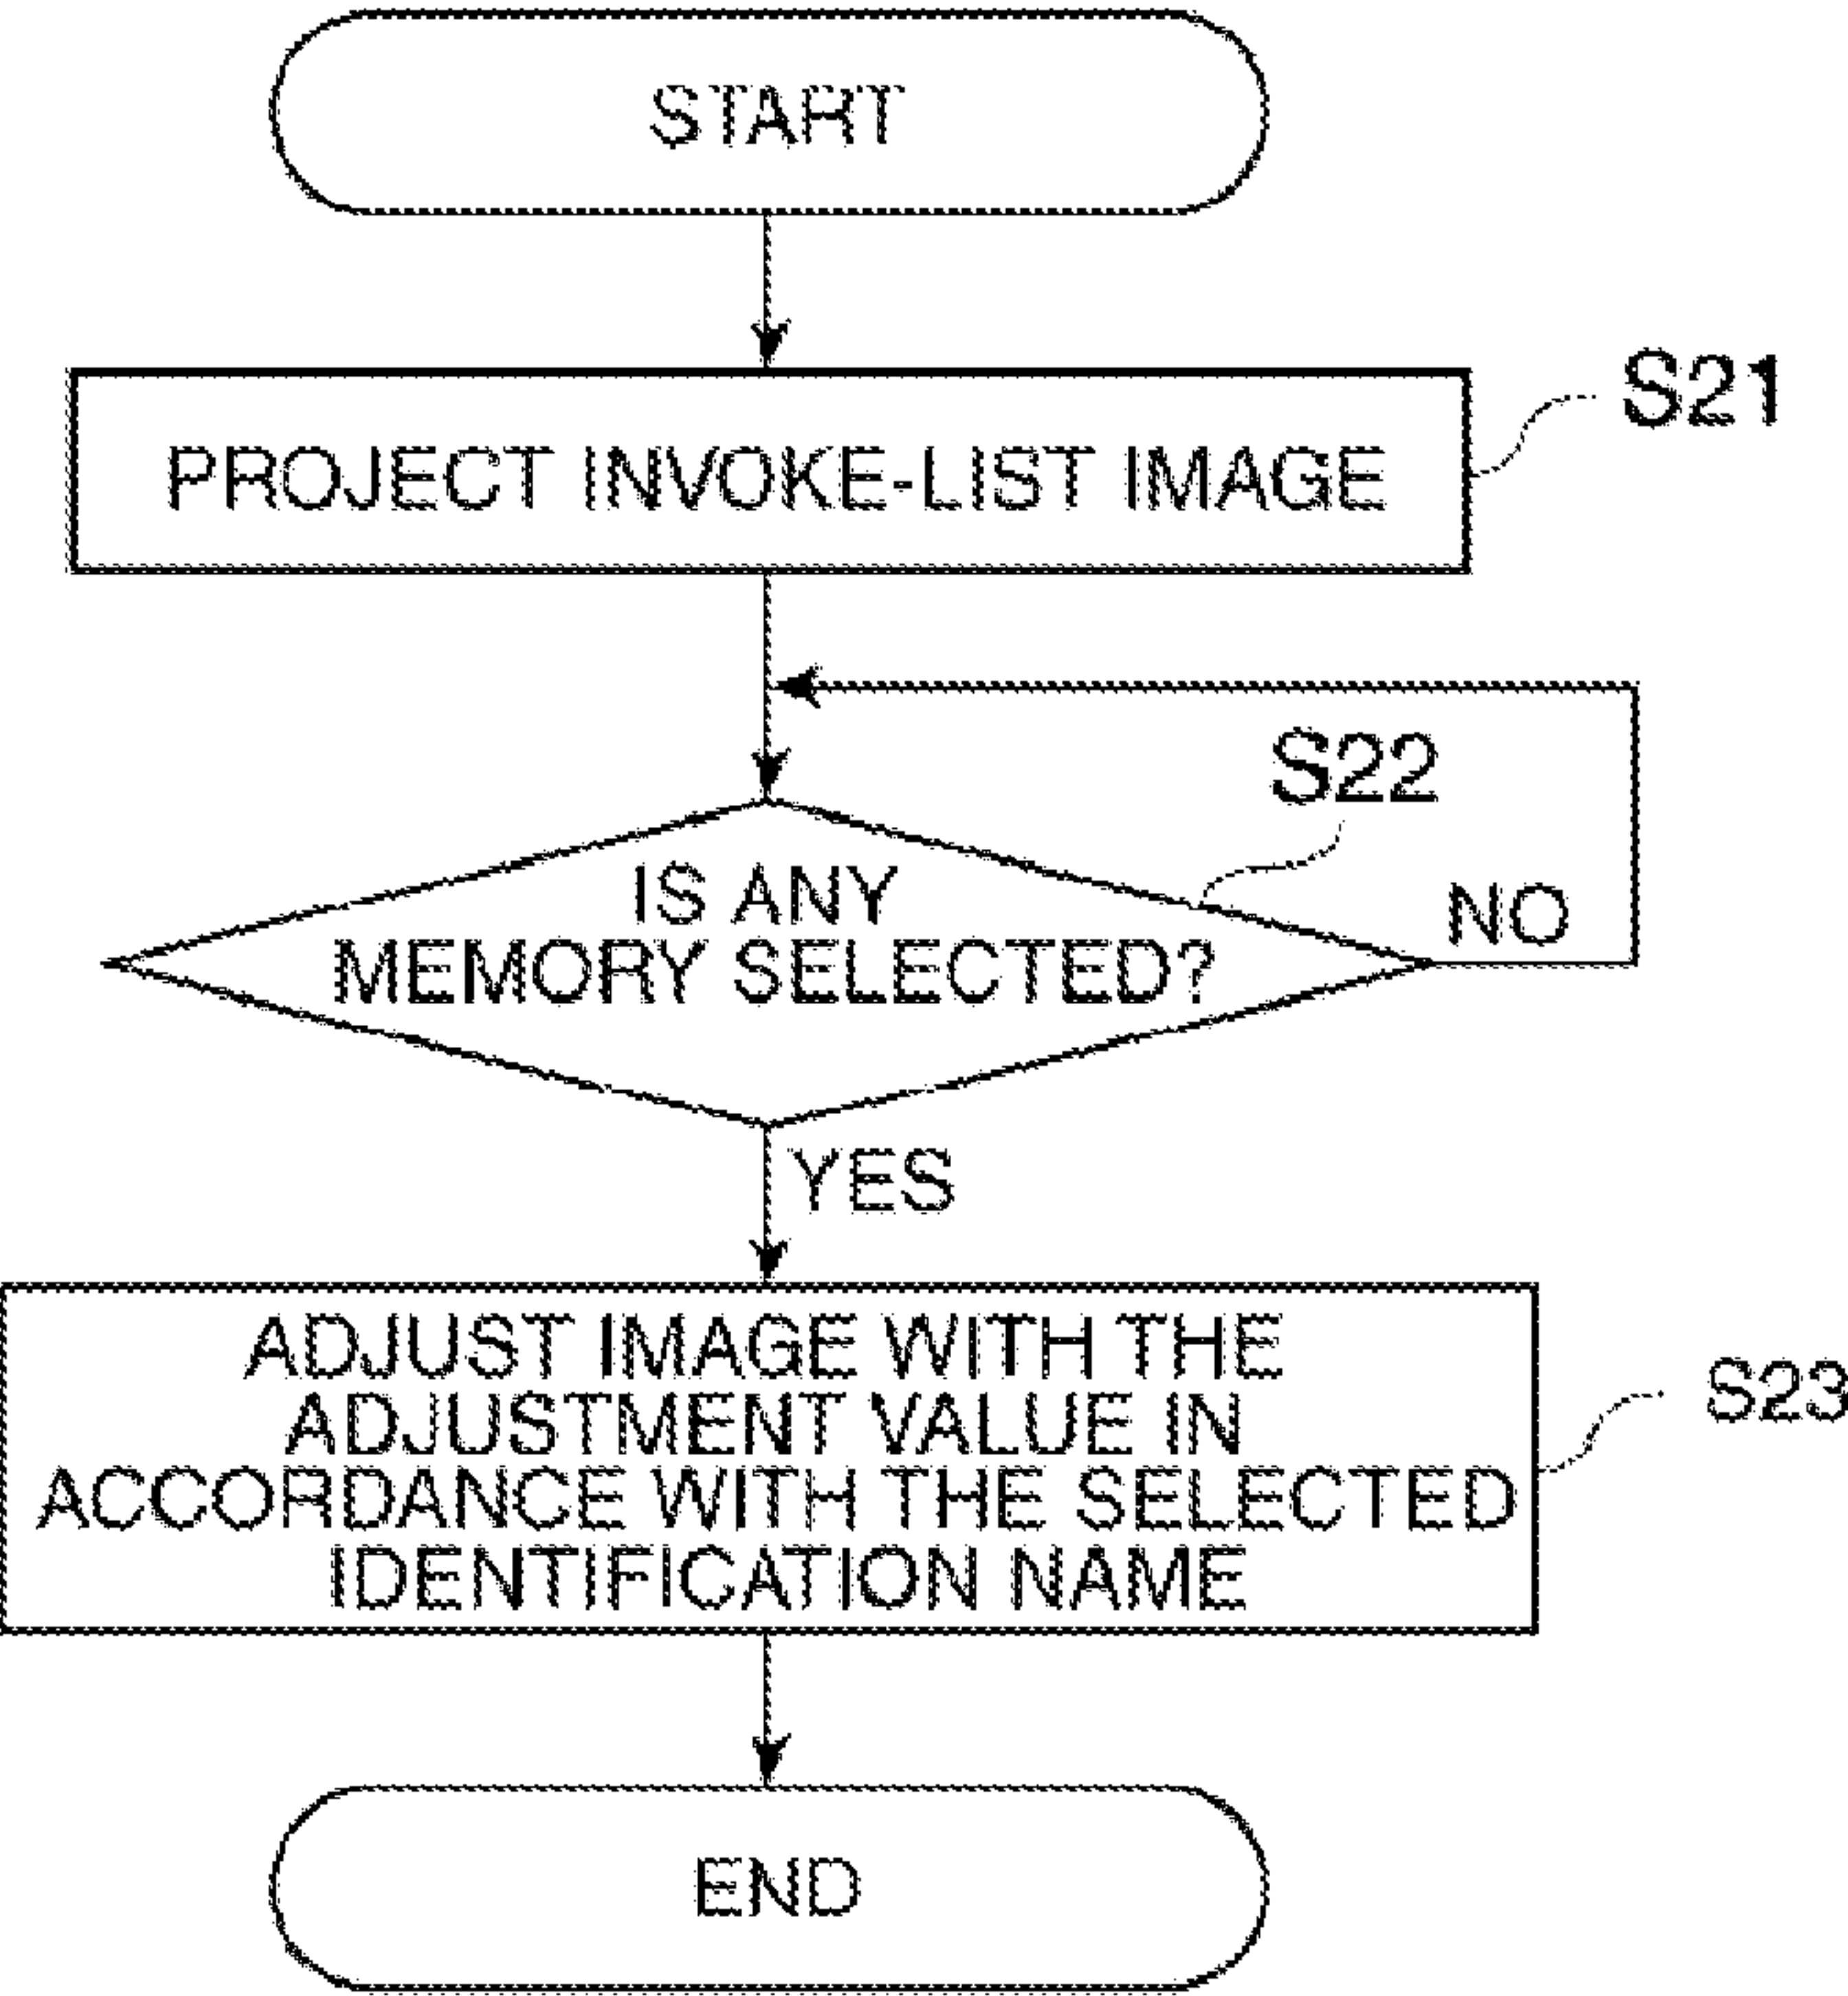 START
S21
PROJECT INVOKE-LIST IMAGE
S22
IS ANY
NO
MEMORY SELECTED?
YES
ADJUST IMAGE WITH THE
S23
ADJUSTMENT VALUE IN
ACCORDANCE WITH THE SELECTED
IDENTIFICATION NAME
END